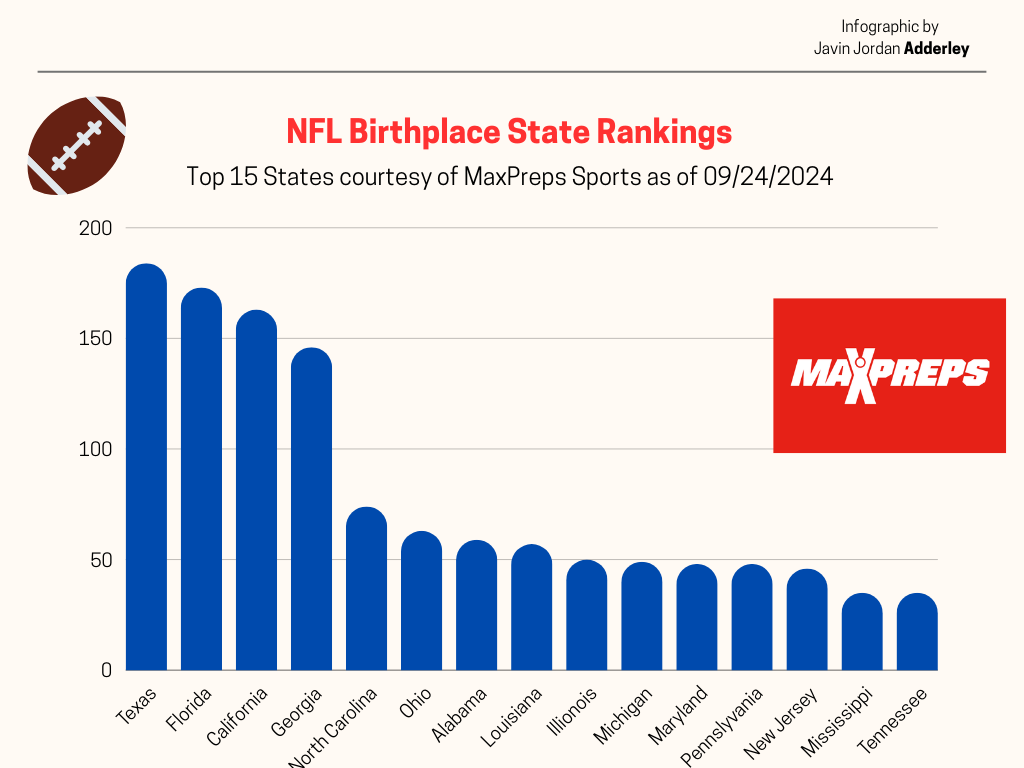 Infographic by
Javin Jordan Adderley
NFL Birthplace State Rankings
Top 15 States courtesy of MaxPreps Sports as of 09/24/2024
200
150
MAXPREPS
100
50
0
Texas
Florida
California
Georgia
North Carolina
Ohio
Alabama
Louisiana
Illionois
Michigan
Maryland
Pennslyvania
New Jersey
Mississippi
Tennessee